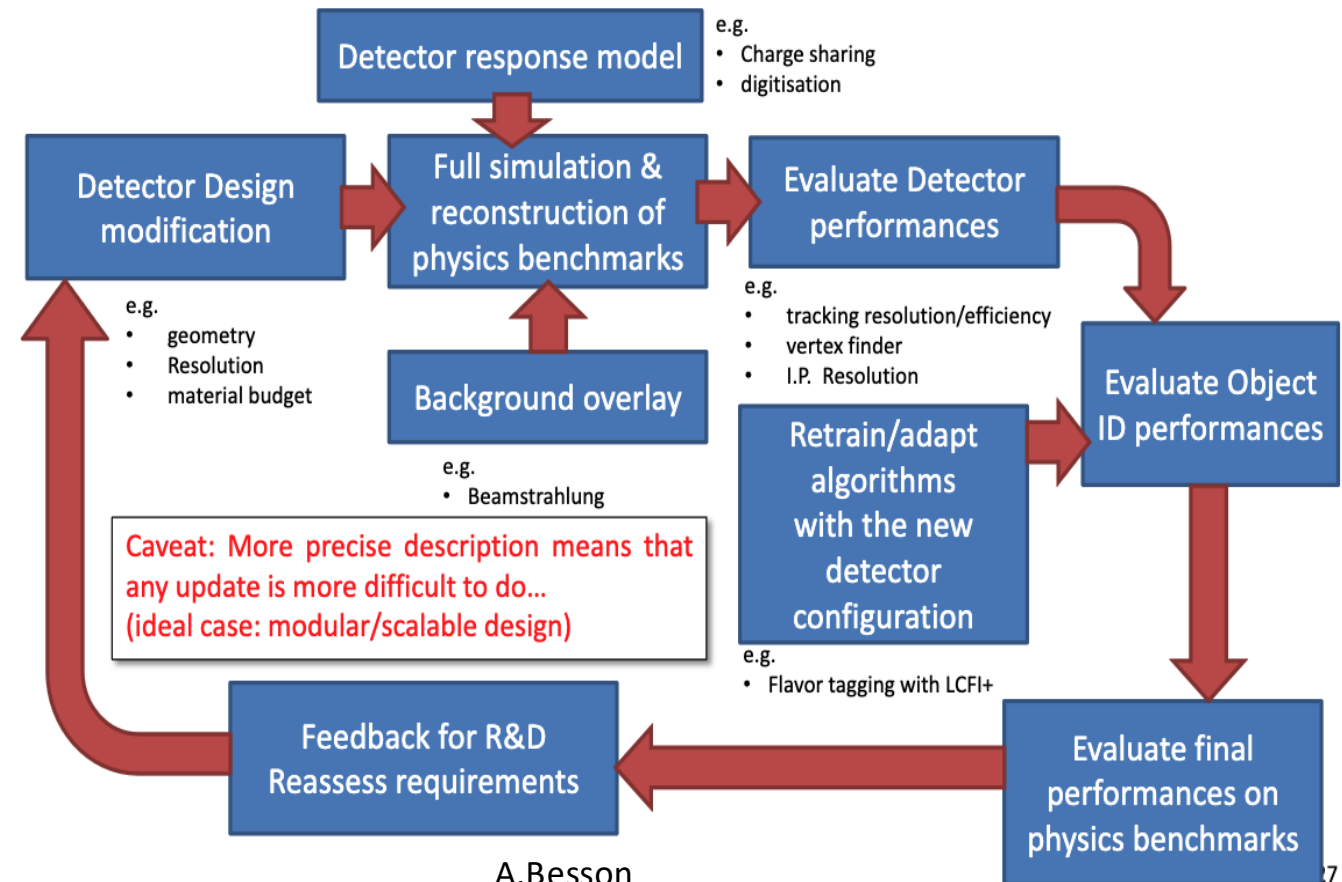 Detector response model
e.g.
• Charge sharing
• digitisation
Detector Design
modification
Full simulation &
reconstruction of
physics benchmarks
Evaluate Detector
performances
e.g.
• geometry
• Resolution
• material budget
Background overlay
e.g.
• Beamstrahlung
e.g.
• tracking resolution/efficiency
• vertex finder
• I.P. Resolution
Evaluate Object
ID performances
Retrain/adapt
algorithms
with the new
detector
configuration
e.g.
• Flavor tagging with LCFI+
Caveat: More precise description means that
any update is more difficult to do…
(ideal case: modular/scalable design)
Feedback for R&D
Reassess requirements
Evaluate final
performances on
physics benchmarks
A.Besson
27